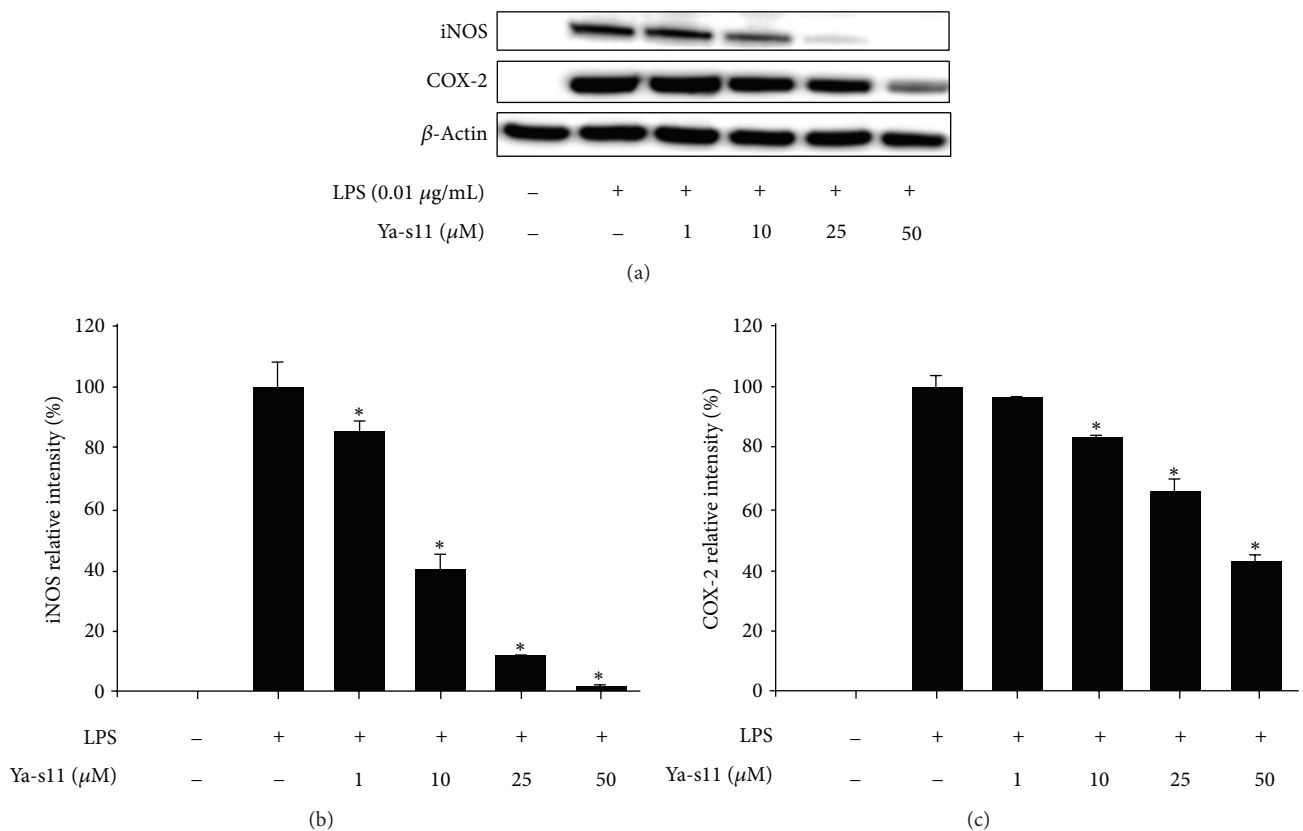 iNOS
COX-2
β-Actin
LPS (0.01 μg/mL) – + + + + +
Ya-s11 (μM) – – 1 10 25 50
(a)
120
100
80
60
40
20
0
iNOS relative intensity (%)
* * * *
LPS – + + + + +
Ya-s11 (μM) – – 1 10 25 50
(b)
120
100
80
60
40
20
0
COX-2 relative intensity (%)
* * *
LPS – + + + + +
Ya-s11 (μM) – – 1 10 25 50
(c)